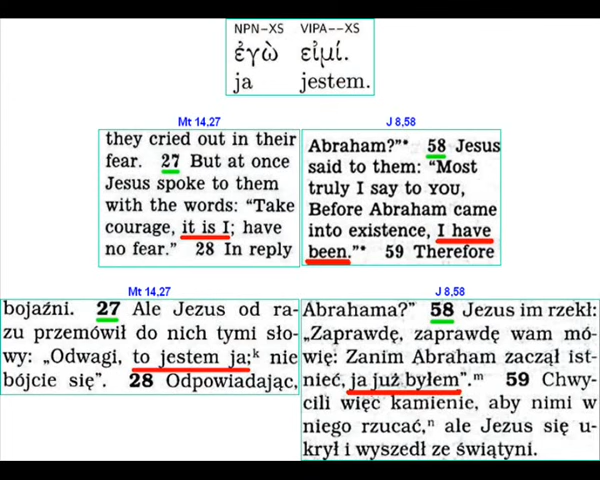 NPN-XS VIPA--XS
ἐγὼ εἰμί.
ja jestem.
Mt 14,27
they cried out in their
fear. 27 But at once
Jesus spoke to them
with the words: “Take
courage, it is I; have
no fear.” 28 In reply
J 8,58
Abraham?”* 58 Jesus
said to them: “Most
truly I say to YOU,
Before Abraham came
into existence, I have
been.”* 59 Therefore
Mt 14,27
bojaźni. 27 Ale Jezus od ra-
zu przemówił do nich tymi sło-
wy: „Odwagi, to jestem ja;ᵏ nie
bójcie się”. 28 Odpowiadając,
J 8,58
Abrahama?” 58 Jezus im rzekł:
„Zaprawdę, zaprawdę wam mó-
wię: Zanim Abraham zaczął ist-
nieć, ja już byłem”.ᵐ 59 Chwy-
cili więc kamienie, aby nimi w
niego rzucać,ⁿ ale Jezus się u-
krył i wyszedł ze świątyni.